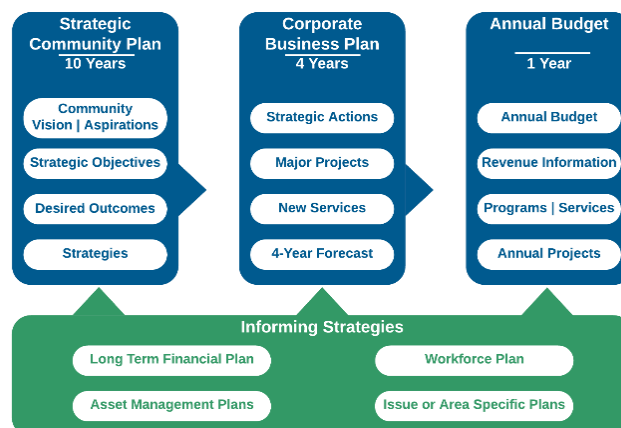 Strategic
Community Plan
10 Years
Community
Vision | Aspirations
Strategic Objectives
Desired Outcomes
Strategies
Corporate
Business Plan
4 Years
Strategic Actions
Major Projects
New Services
4-Year Forecast
Annual Budget
1 Year
Annual Budget
Revenue Information
Programs | Services
Annual Projects
Informing Strategies
Long Term Financial Plan
Workforce Plan
Asset Management Plans
Issue or Area Specific Plans